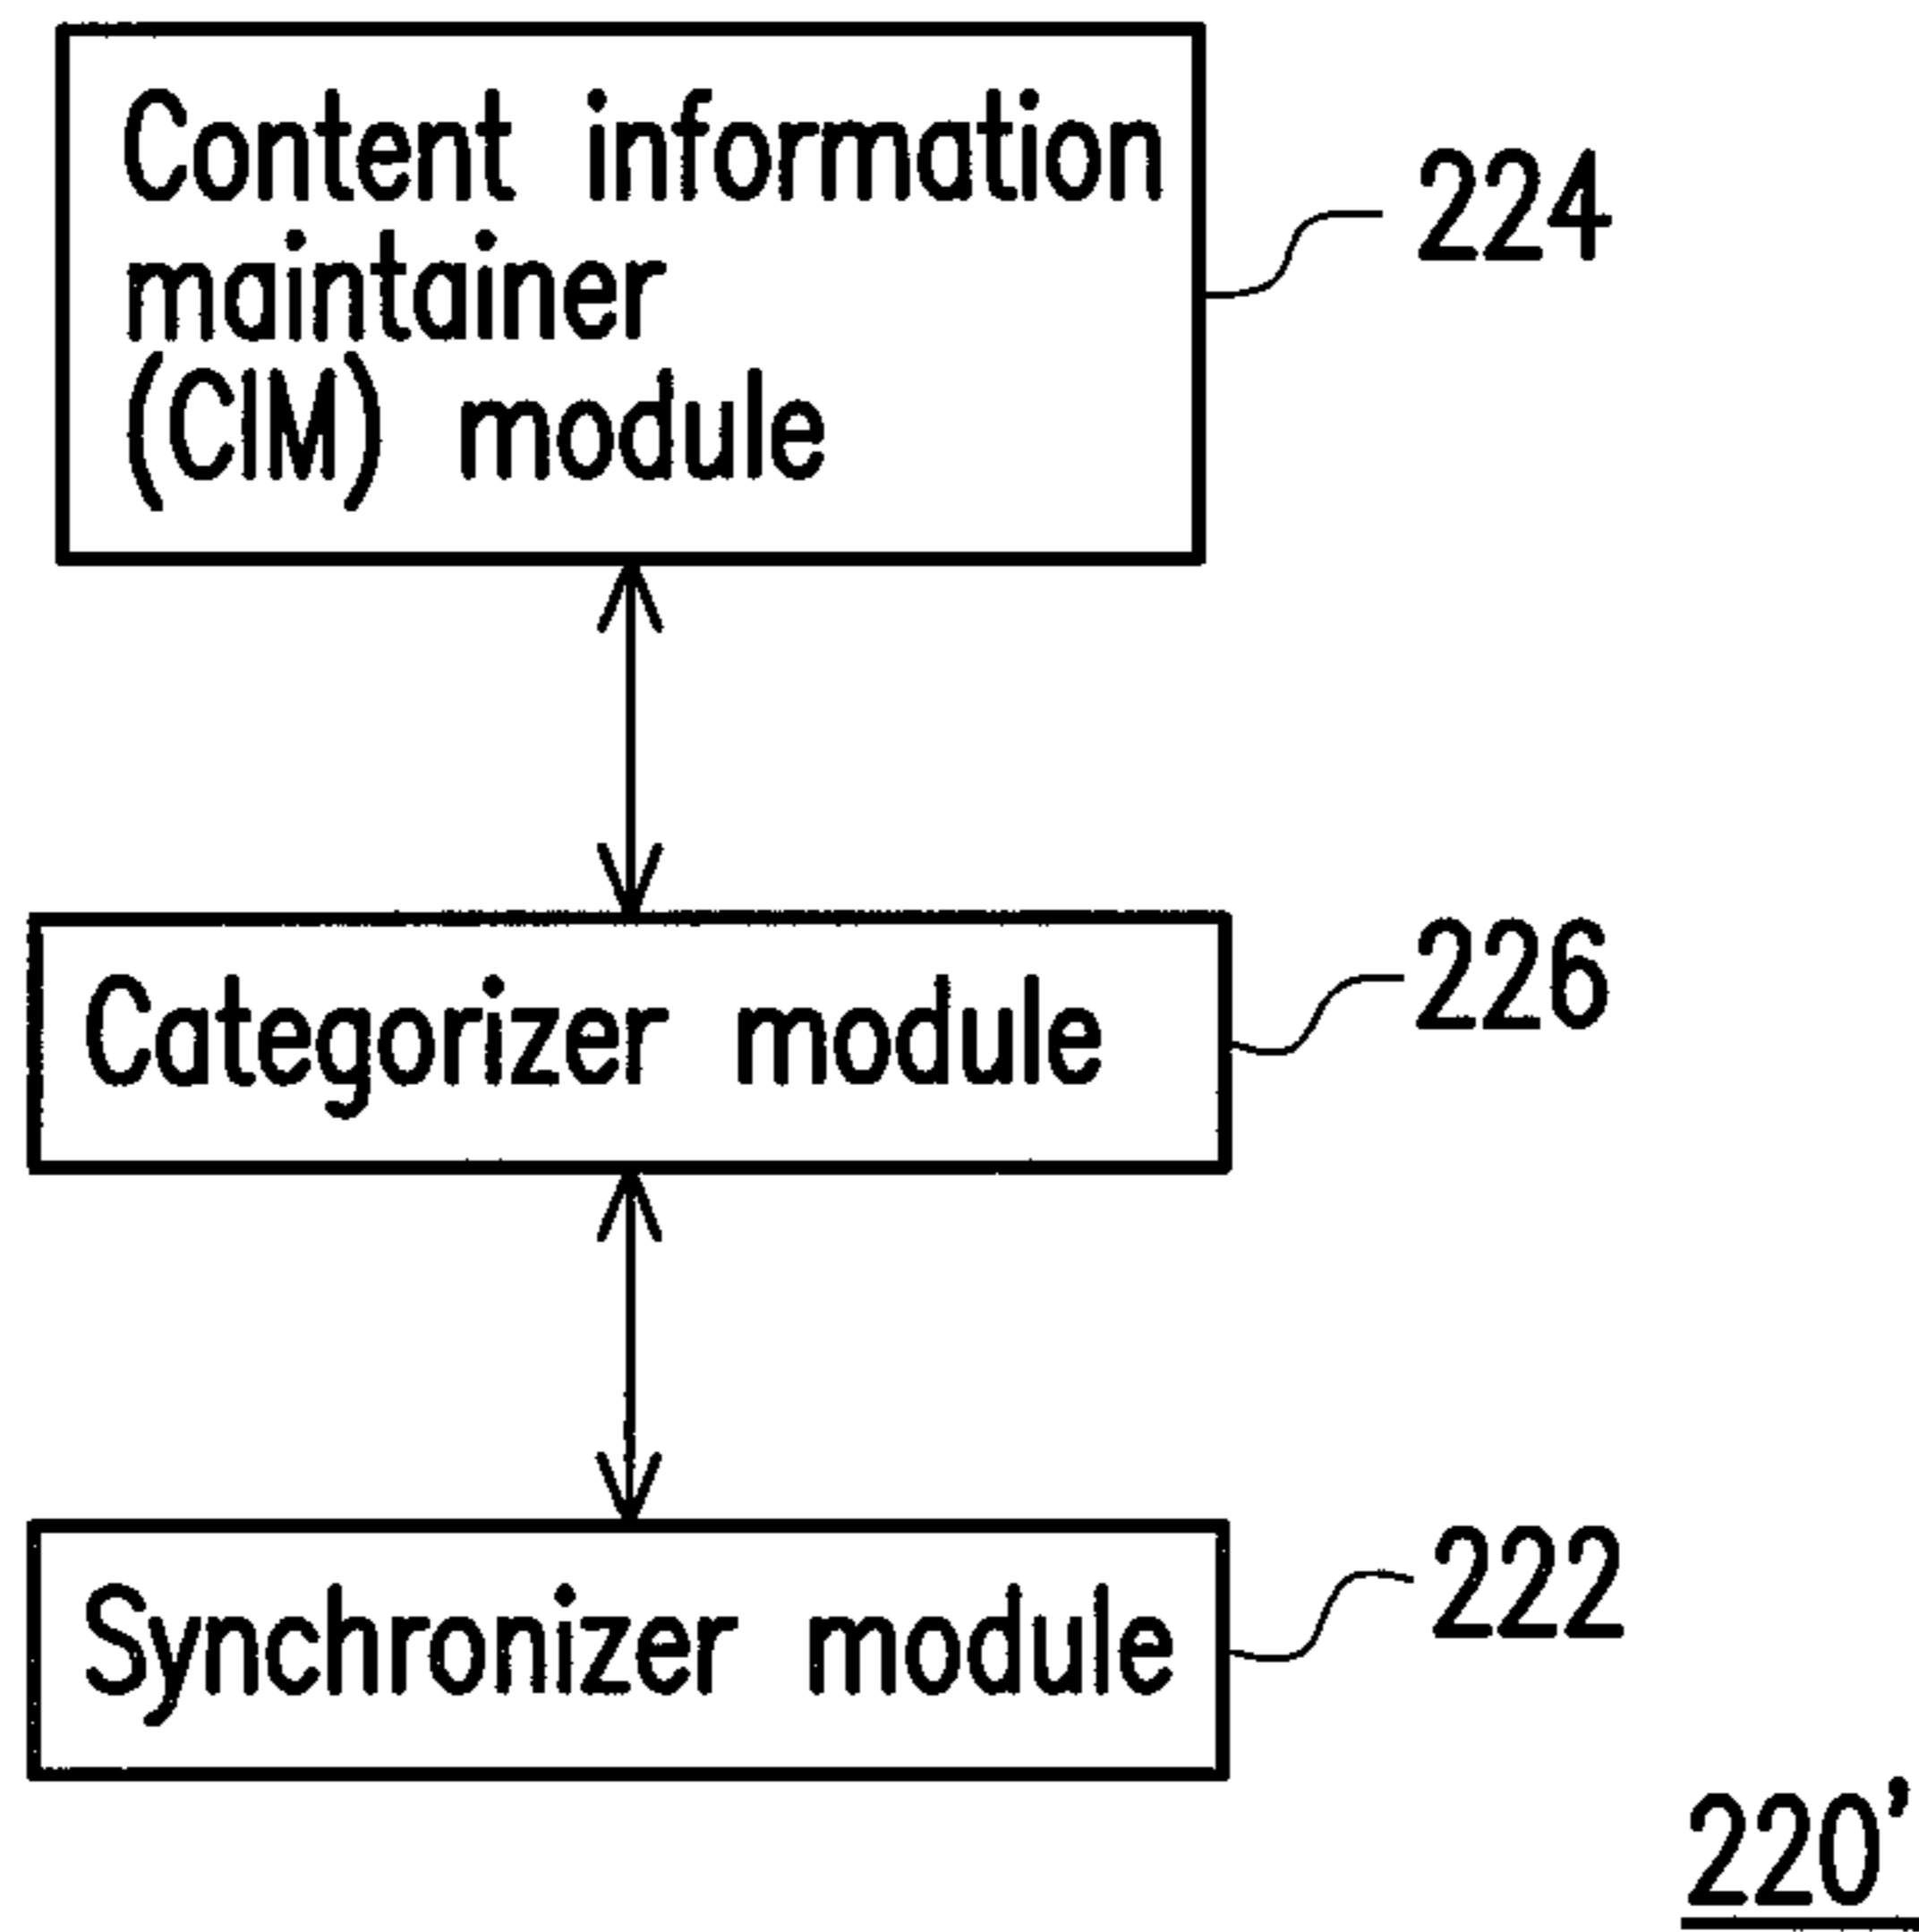 Content information
maintainer
(CIM) module
224
Categorizer module
226
Synchronizer module
222
220'